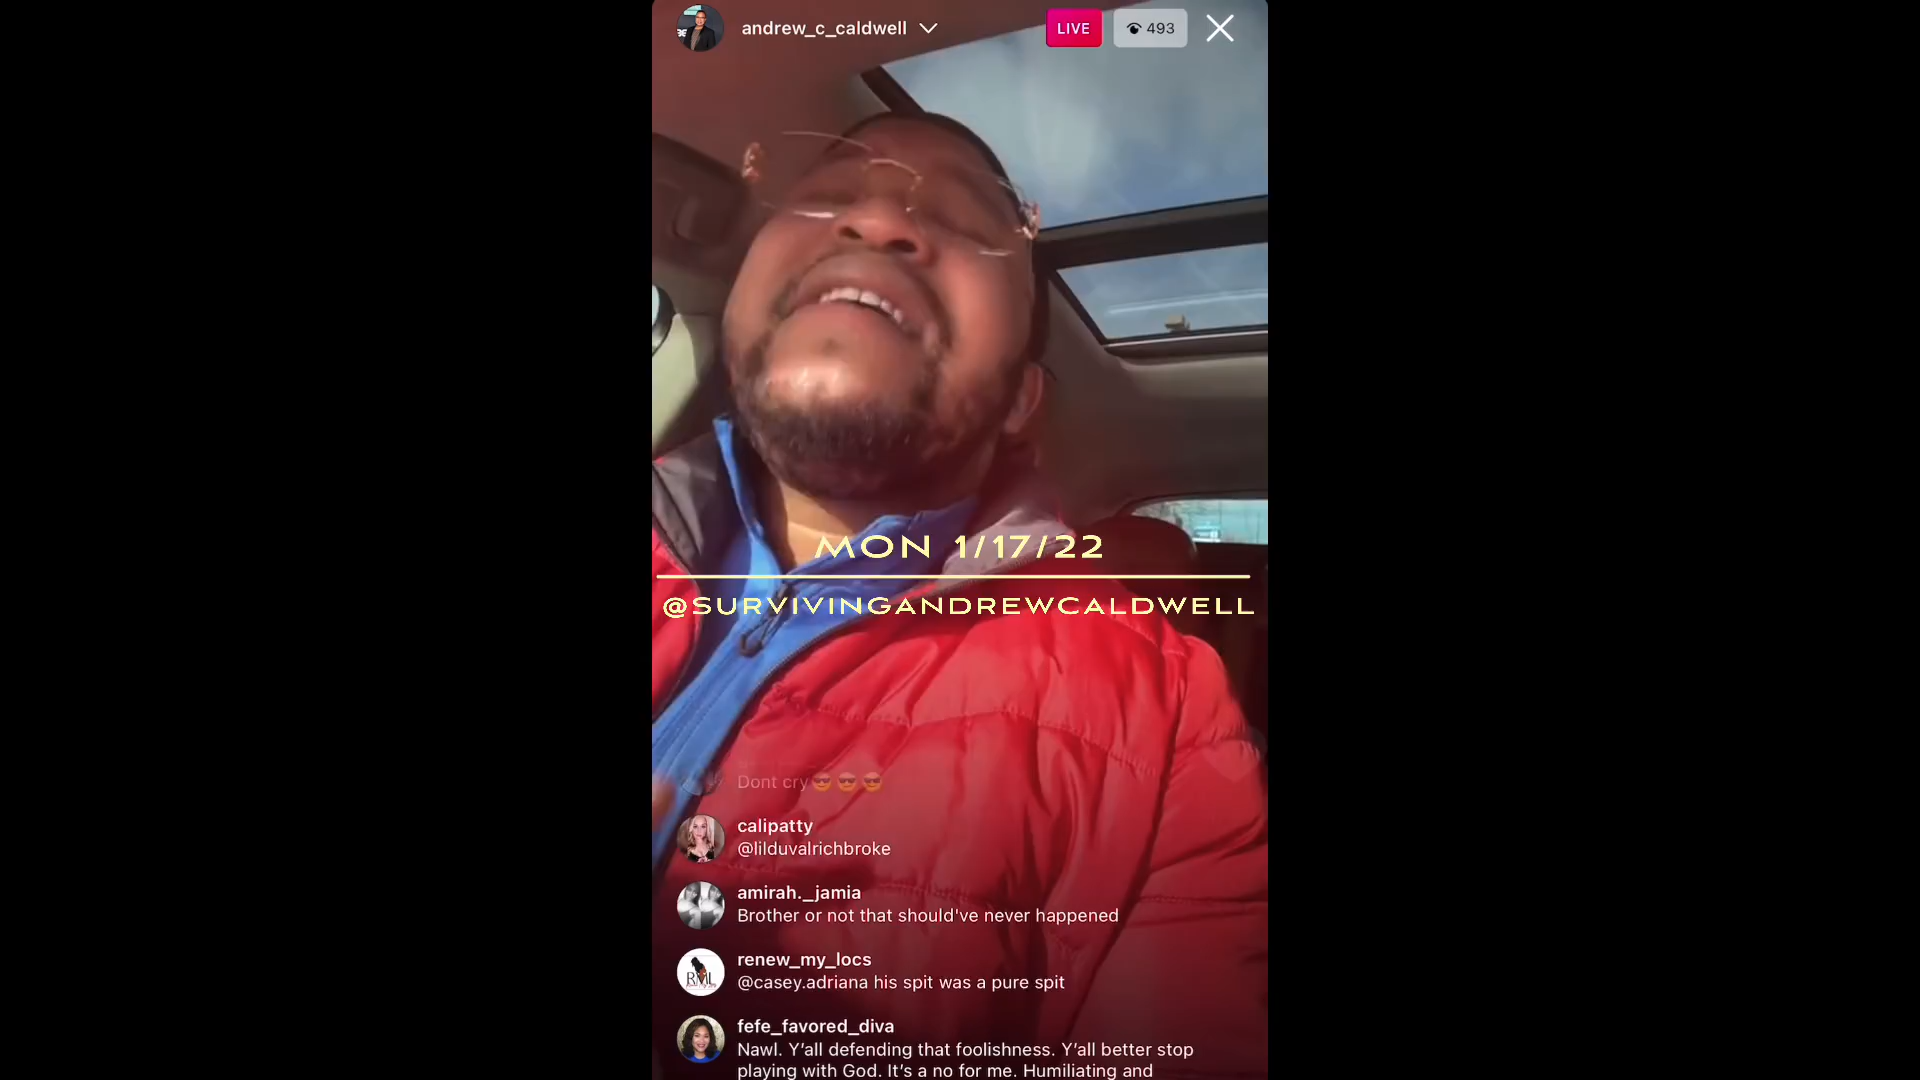 andrew_c_caldwell
LIVE
493
MON 1/17/22
@SURVIVINGANDREWCALDWELL
Dont cry😎😎😎
calipatty
@lilduvalrichbroke
amirah._jamia
Brother or not that should've never happened
renew_my_locs
@casey.adriana his spit was a pure spit
fefe_favored_diva
Nawl. Y’all defending that foolishness. Y’all better stop
playing with God. It’s a no for me. Humiliating and